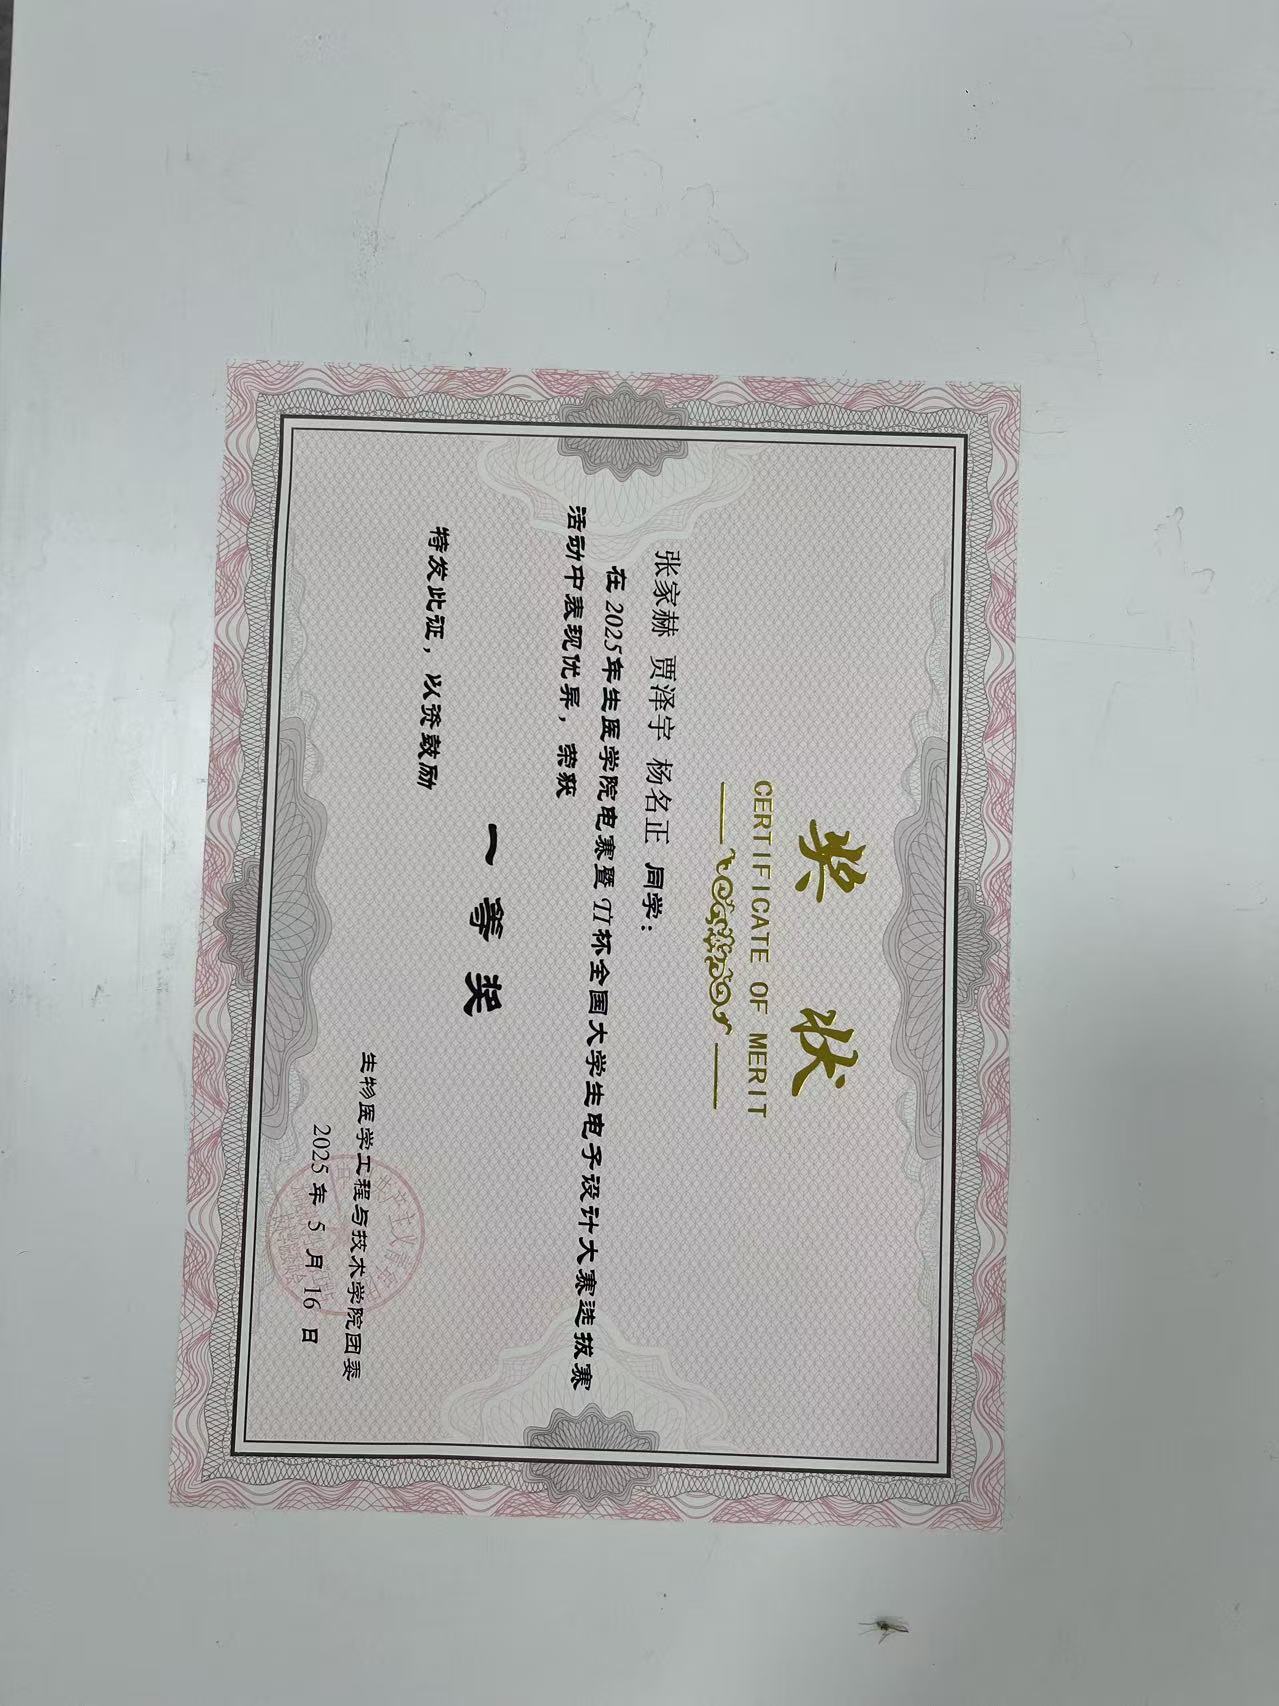 奖 状
CERTIFICATE OF MERIT
张家赫 贾泽宇 杨名正 同学：
在2025年生医学院电赛暨TI杯全国大学生电子设计大赛选拔赛
活动中表现优异，荣获
一等奖
特发此证，以资鼓励
生物医学工程与技术学院团委
2025年5月16日